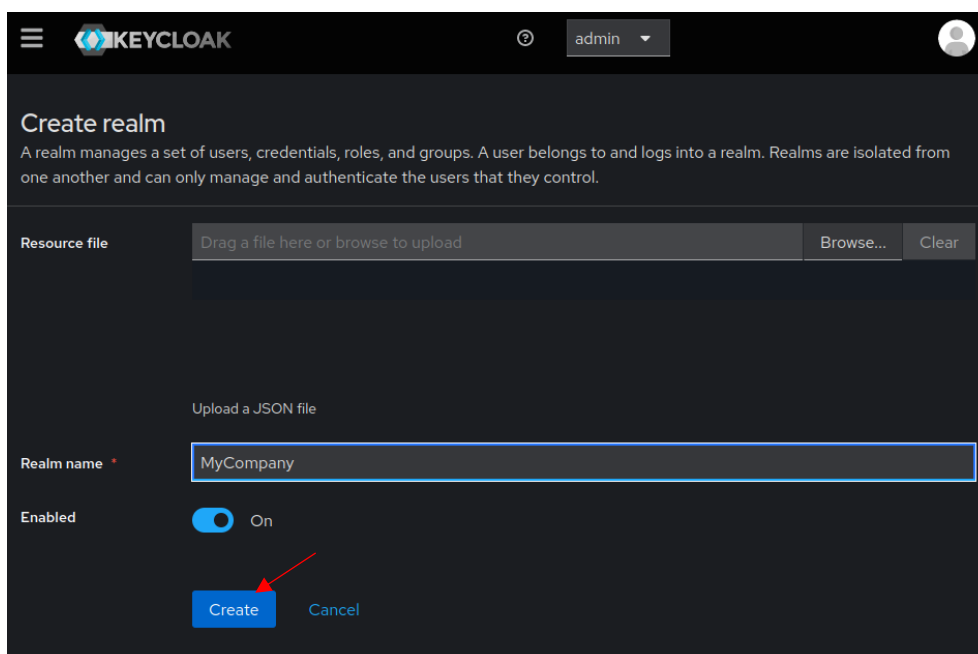 KEYCLOAK
admin
Create realm
A realm manages a set of users, credentials, roles, and groups. A user belongs to and logs into a realm. Realms are isolated from
one another and can only manage and authenticate the users that they control.
Resource file
Drag a file here or browse to upload
Browse...
Clear
Upload a JSON file
Realm name *
MyCompany
Enabled
On
Create
Cancel